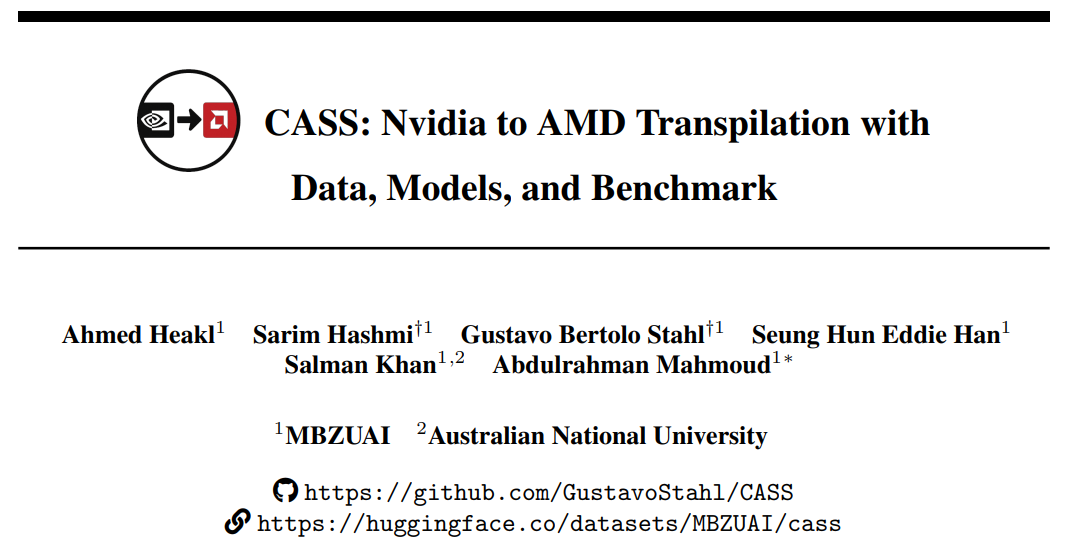 CASS: Nvidia to AMD Transpilation with
Data, Models, and Benchmark
Ahmed Heakl¹ Sarim Hashmi†¹ Gustavo Bertolo Stahl†¹ Seung Hun Eddie Han¹
Salman Khan¹,² Abdulrahman Mahmoud¹*
¹MBZUAI ²Australian National University
https://github.com/GustavoStahl/CASS
https://huggingface.co/datasets/MBZUAI/cass